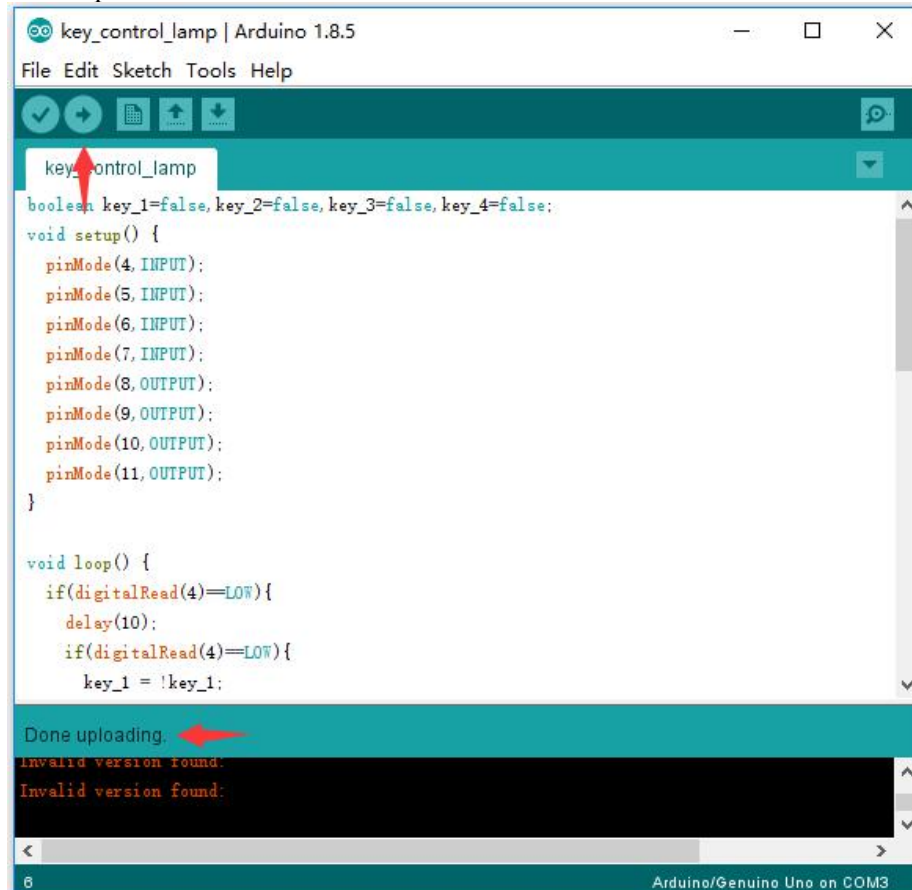 key_control_lamp | Arduino 1.8.5
File Edit Sketch Tools Help
key_control_lamp
boolean key_1=false,key_2=false,key_3=false,key_4=false;
void setup() {
pinMode(4,INPUT);
pinMode(5,INPUT);
pinMode(6,INPUT);
pinMode(7,INPUT);
pinMode(8,OUTPUT);
pinMode(9,OUTPUT);
pinMode(10,OUTPUT);
pinMode(11,OUTPUT);
}
void loop() {
if(digitalRead(4)==LOW){
delay(10);
if(digitalRead(4)==LOW){
key_1 = !key_1;
Done uploading.
Invalid version found:
Invalid version found:
6 Arduino/Genuino Uno on COM3